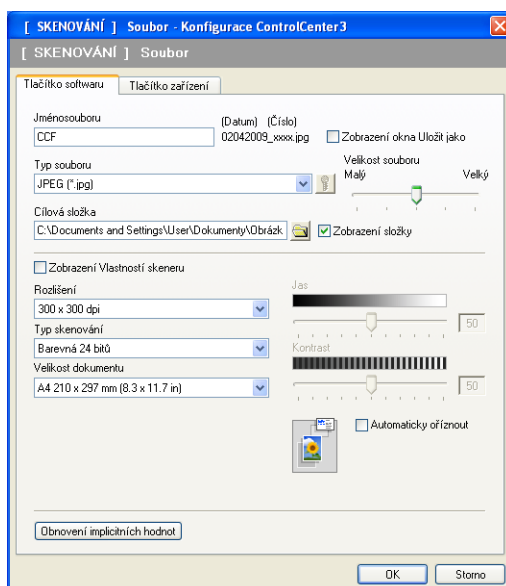 [ SKENOVÁNÍ ] Soubor - Konfigurace ControlCenter3
[ SKENOVÁNÍ ] Soubor
Tlačítko softwaru Tlačítko zařízení
Jménosouboru (Datum) (Číslo)
CCF 02042009_xxxx.jpg Zobrazení okna Uložit jako
Typ souboru Velikost souboru
JPEG (*.jpg) Malý Velký
Cílová složka
C:\Documents and Settings\User\Dokumenty\Obrázk Zobrazení složky
Zobrazení Vlastností skeneru
Rozlišení Jas
300 x 300 dpi 50
Typ skenování
Barevná 24 bitů Kontrast
Velikost dokumentu
A4 210 x 297 mm (8.3 x 11.7 in) 50
Automaticky oříznout
Obnovení implicitních hodnot
OK Storno